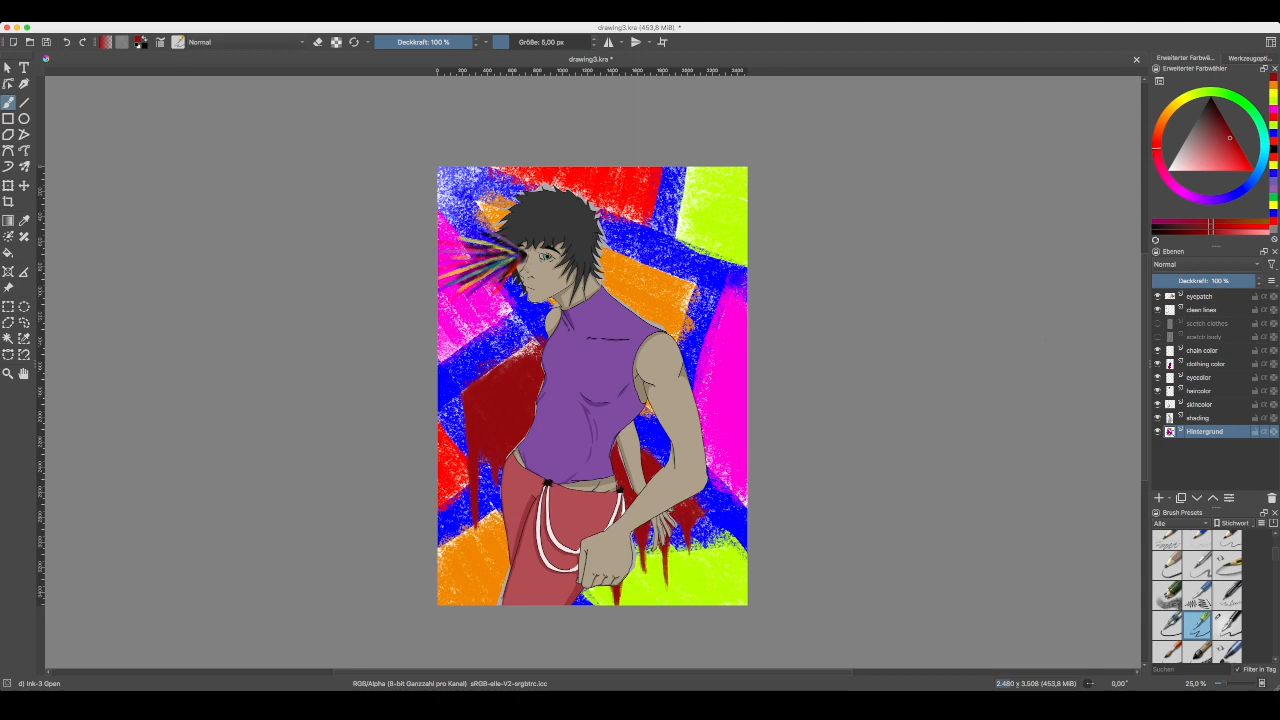 drawing3.kra (453,8 MiB) *
Normal
Deckkraft: 100 %
Größe: 5,00 px
drawing3.kra *
Erweiterter Farbwä...
Werkzeugopti...
Erweiterter Farbwähler
Ebenen
Normal
Deckkraft: 100 %
eyepatch
clean lines
scetch clothes
scetch body
chain color
clothing color
eyecolor
haircolor
skincolor
shading
Hintergrund
Brush Presets
Alle
Stichwort
Suchen
Filter in Tag
d) Ink-3 Open
RGB/Alpha (8-bit Ganzzahl pro Kanal) sRGB-elle-V2-srgbtrc.icc
2.480 x 3.508 (453,8 MiB)
0,00°
25,0 %